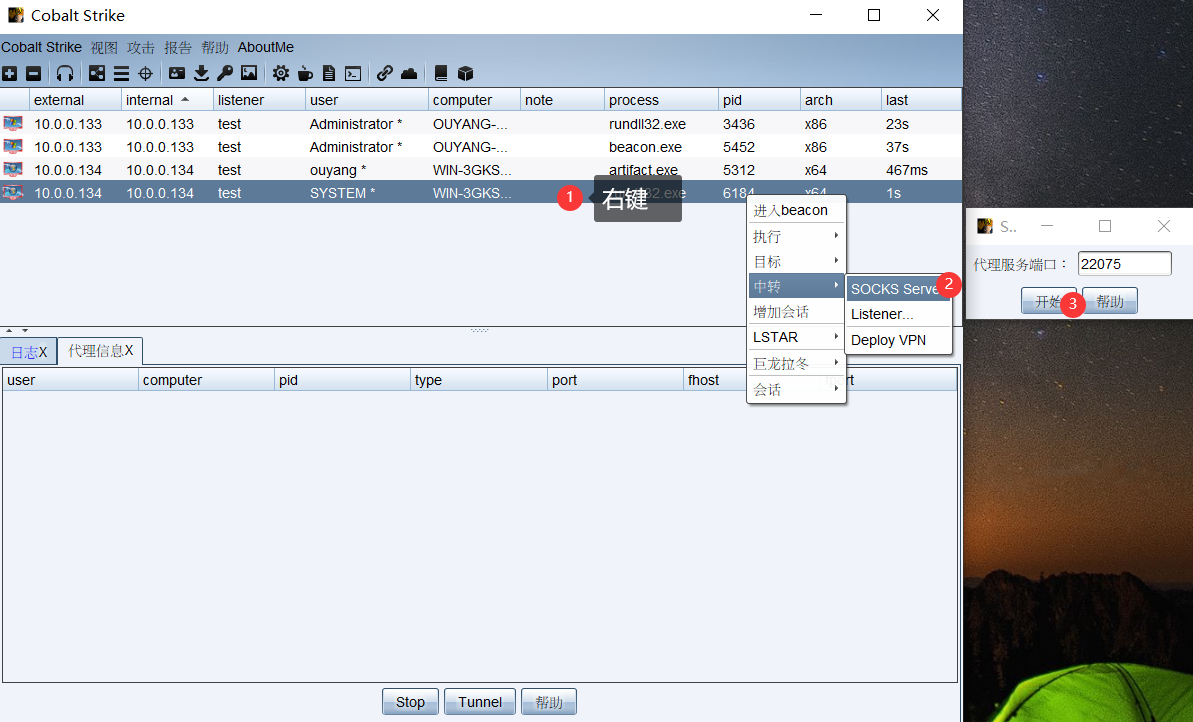 Cobalt Strike
Cobalt Strike 视图 攻击 报告 帮助 AboutMe
external internal listener user computer note process pid arch last
10.0.0.133 10.0.0.133 test Administrator * OUYANG-... rundll32.exe 3436 x86 23s
10.0.0.133 10.0.0.133 test Administrator * OUYANG-... beacon.exe 5452 x86 37s
10.0.0.134 10.0.0.134 test ouyang * WIN-3GKS... artifact.exe 5312 x64 467ms
10.0.0.134 10.0.0.134 test SYSTEM * WIN-3GKS... 6184 x64 1s
1 右键
进入beacon
执行
目标
中转
增加会话
LSTAR
巨龙拉冬
会话
SOCKS Serve
2
Listener...
Deploy VPN
S..
代理服务端口： 22075
开始 3 帮助
日志X 代理信息X
user computer pid type port fhost
Stop Tunnel 帮助